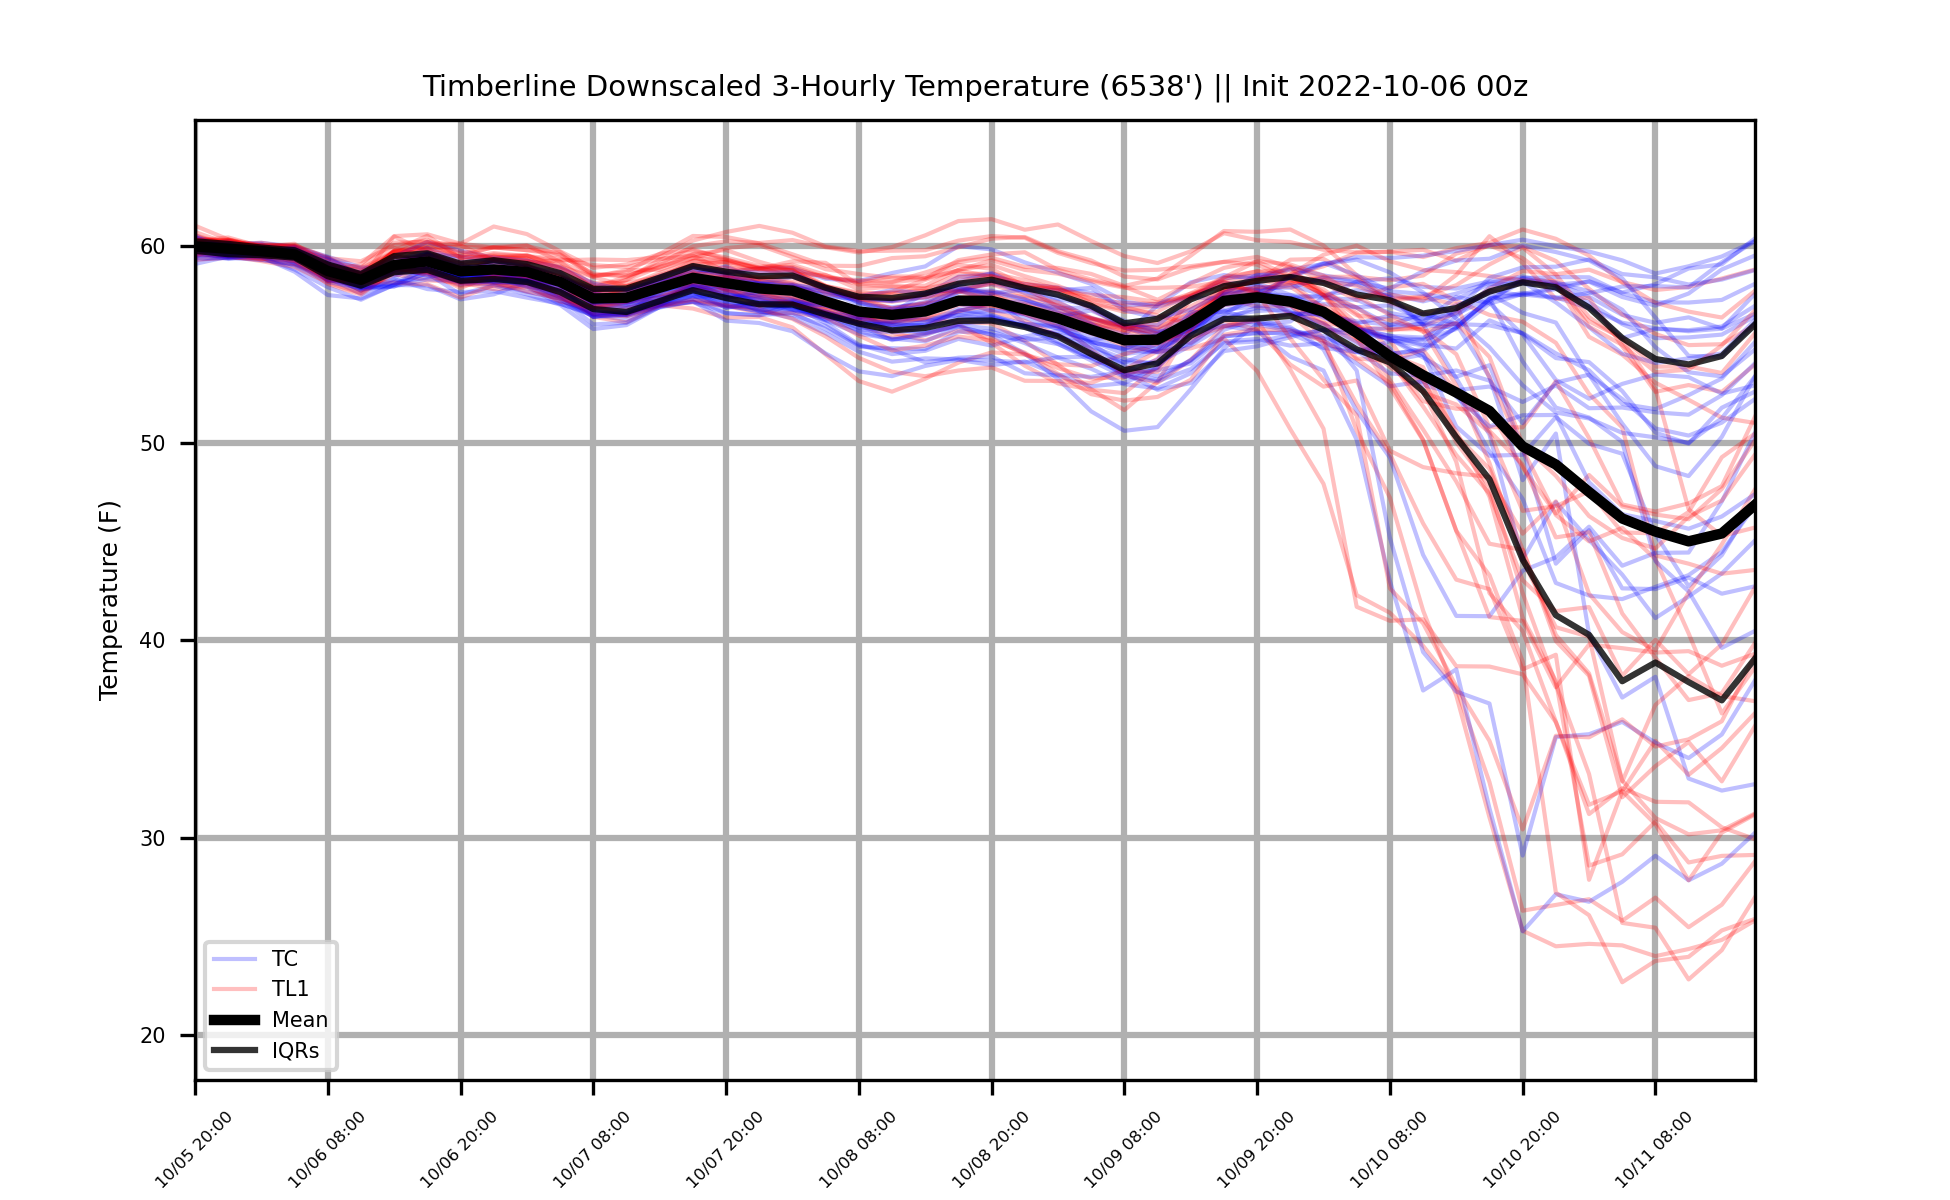 Timberline Downscaled 3-Hourly Temperature (6538') || Init 2022-10-06 00z
Temperature (F)
60
50
40
30
20
TC
TL1
Mean
IQRs
10/05 20:00
10/06 08:00
10/06 20:00
10/07 08:00
10/07 20:00
10/08 08:00
10/08 20:00
10/09 08:00
10/09 20:00
10/10 08:00
10/10 20:00
10/11 08:00